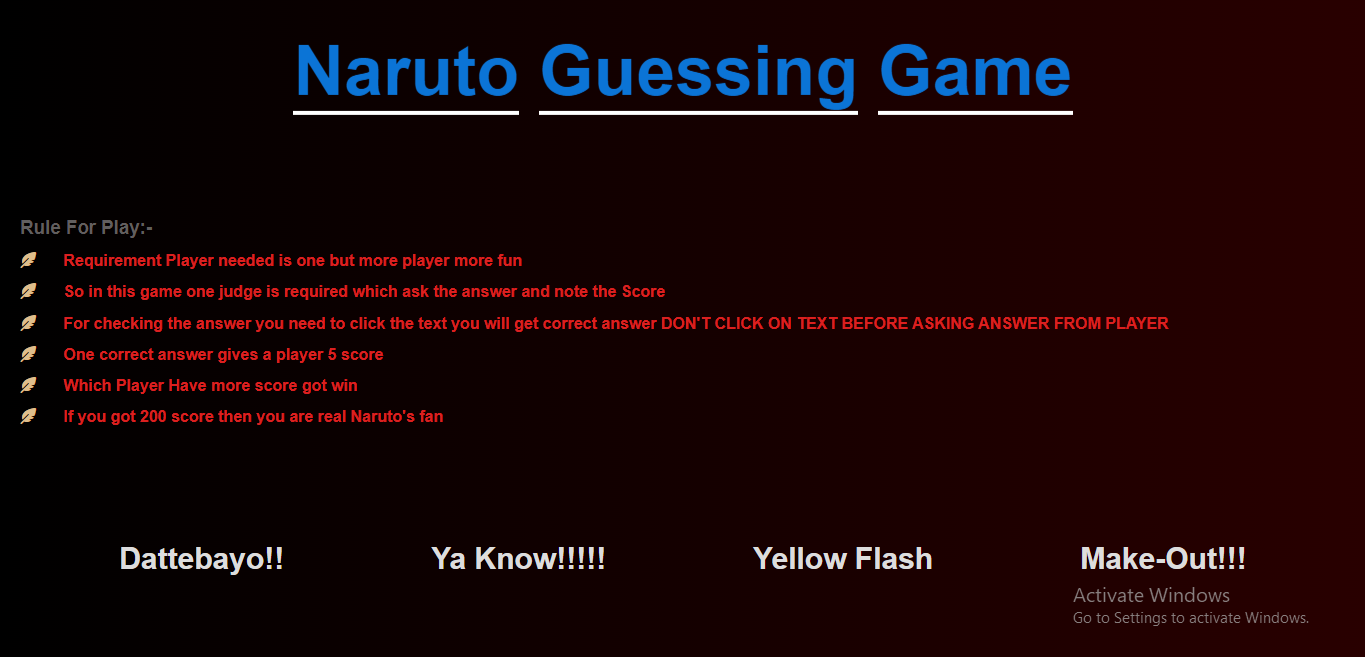 Naruto Guessing Game
Rule For Play:-
Requirement Player needed is one but more player more fun
So in this game one judge is required which ask the answer and note the Score
For checking the answer you need to click the text you will get correct answer DON'T CLICK ON TEXT BEFORE ASKING ANSWER FROM PLAYER
One correct answer gives a player 5 score
Which Player Have more score got win
If you got 200 score then you are real Naruto's fan
Dattebayo!! Ya Know!!!!! Yellow Flash Make-Out!!!
Activate Windows
Go to Settings to activate Windows.